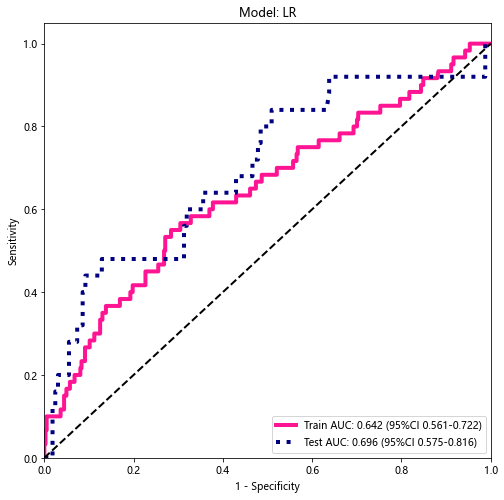 Model: LR
1.0
0.8
0.6
0.4
0.2
0.0
Sensitivity
0.0 0.2 0.4 0.6 0.8 1.0
1 - Specificity
Train AUC: 0.642 (95%CI 0.561-0.722)
Test AUC: 0.696 (95%CI 0.575-0.816)